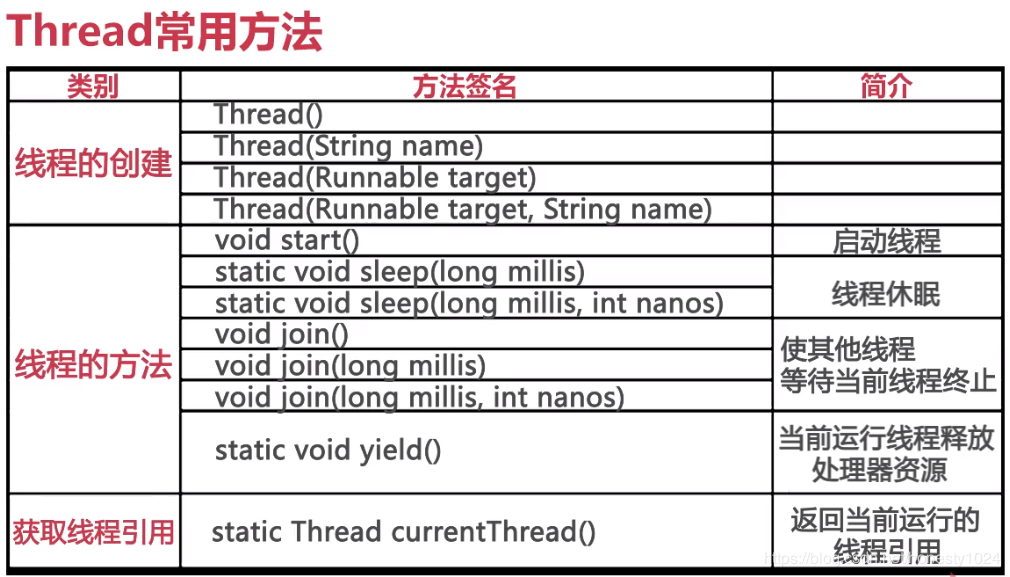 Thread常用方法
类别 方法签名 简介
线程的创建
Thread()
Thread(String name)
Thread(Runnable target)
Thread(Runnable target, String name)
线程的方法
void start() 启动线程
static void sleep(long millis)
static void sleep(long millis, int nanos)
线程休眠
void join()
void join(long millis)
void join(long millis, int nanos)
使其他线程
等待当前线程终止
static void yield()
当前运行线程释放
处理器资源
获取线程引用
static Thread currentThread()
返回当前运行的
线程引用